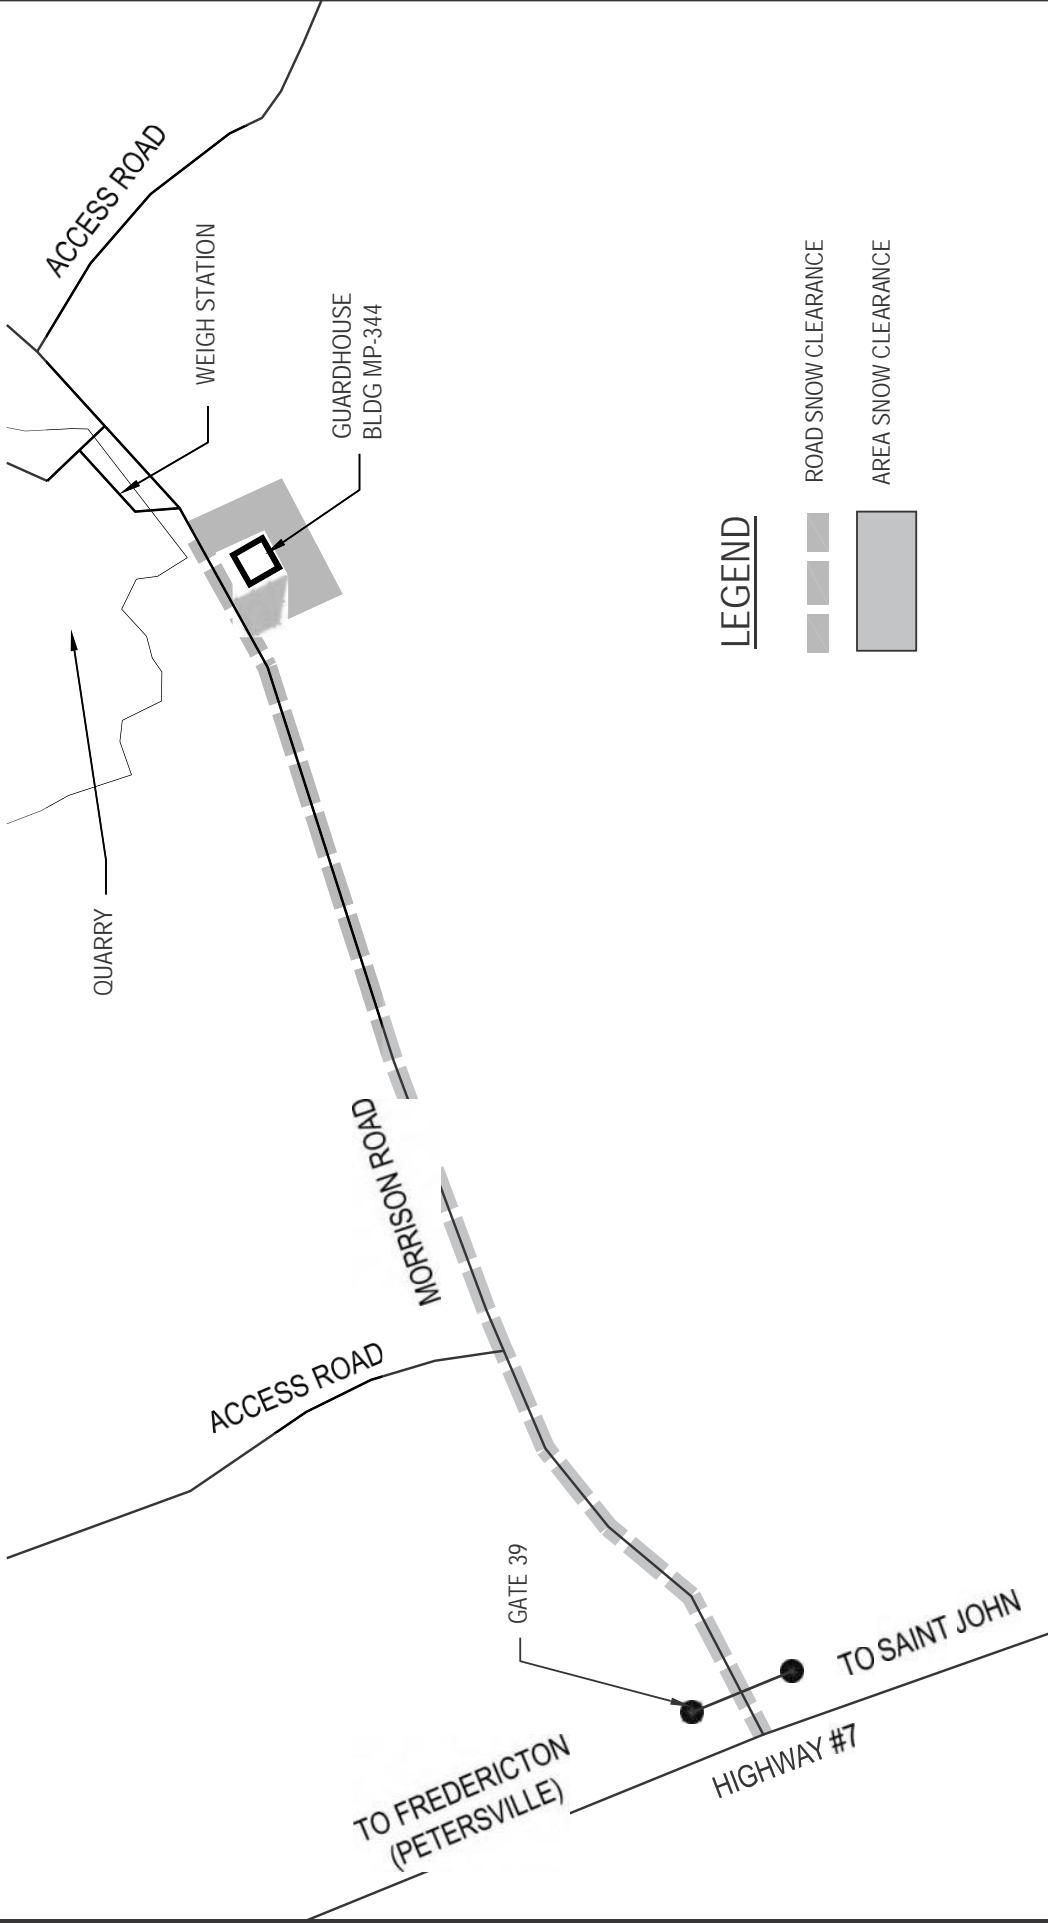 ACCESS ROAD
WEIGH STATION
GUARDHOUSE
BLDG MP-344
QUARRY
LEGEND
ROAD SNOW CLEARANCE
AREA SNOW CLEARANCE
MORRISON ROAD
ACCESS ROAD
GATE 39
TO SAINT JOHN
HIGHWAY #7
TO FREDERICTON
(PETERSVILLE)